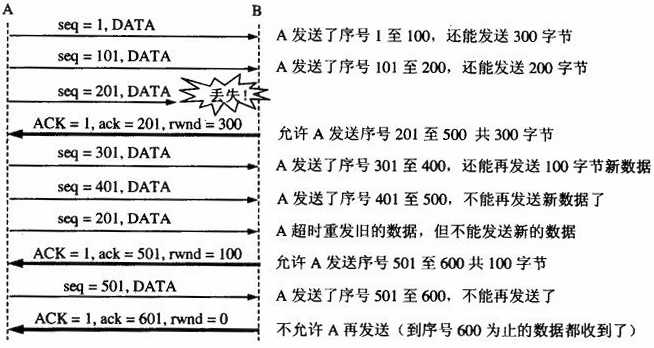 A B
seq = 1, DATA A 发送了序号 1 至 100，还能发送 300 字节
seq = 101, DATA A 发送了序号 101 至 200，还能发送 200 字节
seq = 201, DATA 丢失！
ACK = 1, ack = 201, rwnd = 300 允许 A 发送序号 201 至 500 共 300 字节
seq = 301, DATA A 发送了序号 301 至 400，还能再发送 100 字节新数据
seq = 401, DATA A 发送了序号 401 至 500，不能再发送新数据了
seq = 201, DATA A 超时重发旧的数据，但不能发送新的数据
ACK = 1, ack = 501, rwnd = 100 允许 A 发送序号 501 至 600 共 100 字节
seq = 501, DATA A 发送了序号 501 至 600，不能再发送了
ACK = 1, ack = 601, rwnd = 0 不允许 A 再发送（到序号 600 为止的数据都收到了）